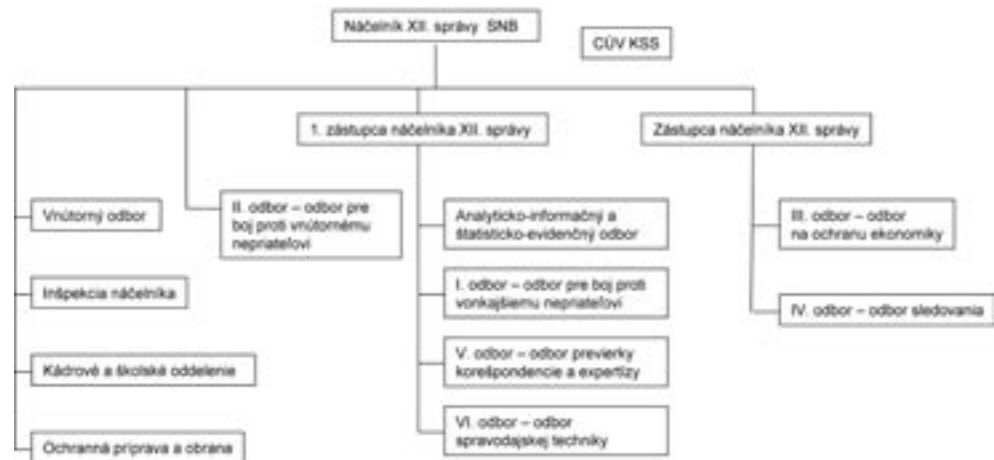 Náčelník XII. správy SNB
CÚV KSS
1. zástupca náčelníka XII. správy
Zástupca náčelníka XII. správy
Vnútorný odbor
II. odbor – odbor pre
boj proti vnútornému
nepriateľovi
Analyticko-informačný a
štatisticko-evidenčný odbor
III. odbor – odbor
na ochranu ekonomiky
Inšpekcia náčelníka
I. odbor – odbor pre boj proti
vonkajšiemu nepriateľovi
IV. odbor – odbor sledovania
Kádrové a školské oddelenie
V. odbor – odbor previerky
korešpondencie a expertízy
Ochranná príprava a obrana
VI. odbor – odbor
spravodajskej techniky